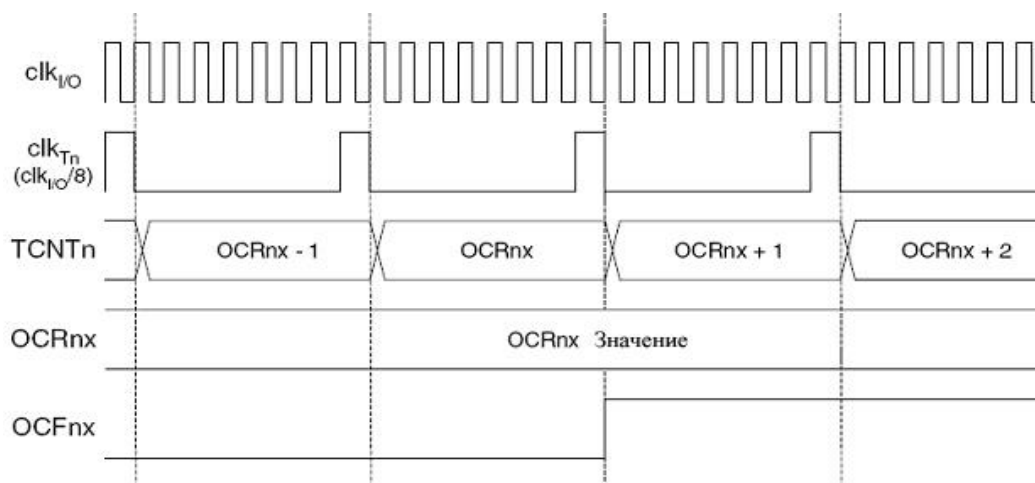 clkI/O
clkTn
(clkI/O/8)
TCNTn OCRnx - 1 OCRnx OCRnx + 1 OCRnx + 2
OCRnx OCRnx Значение
OCFnx